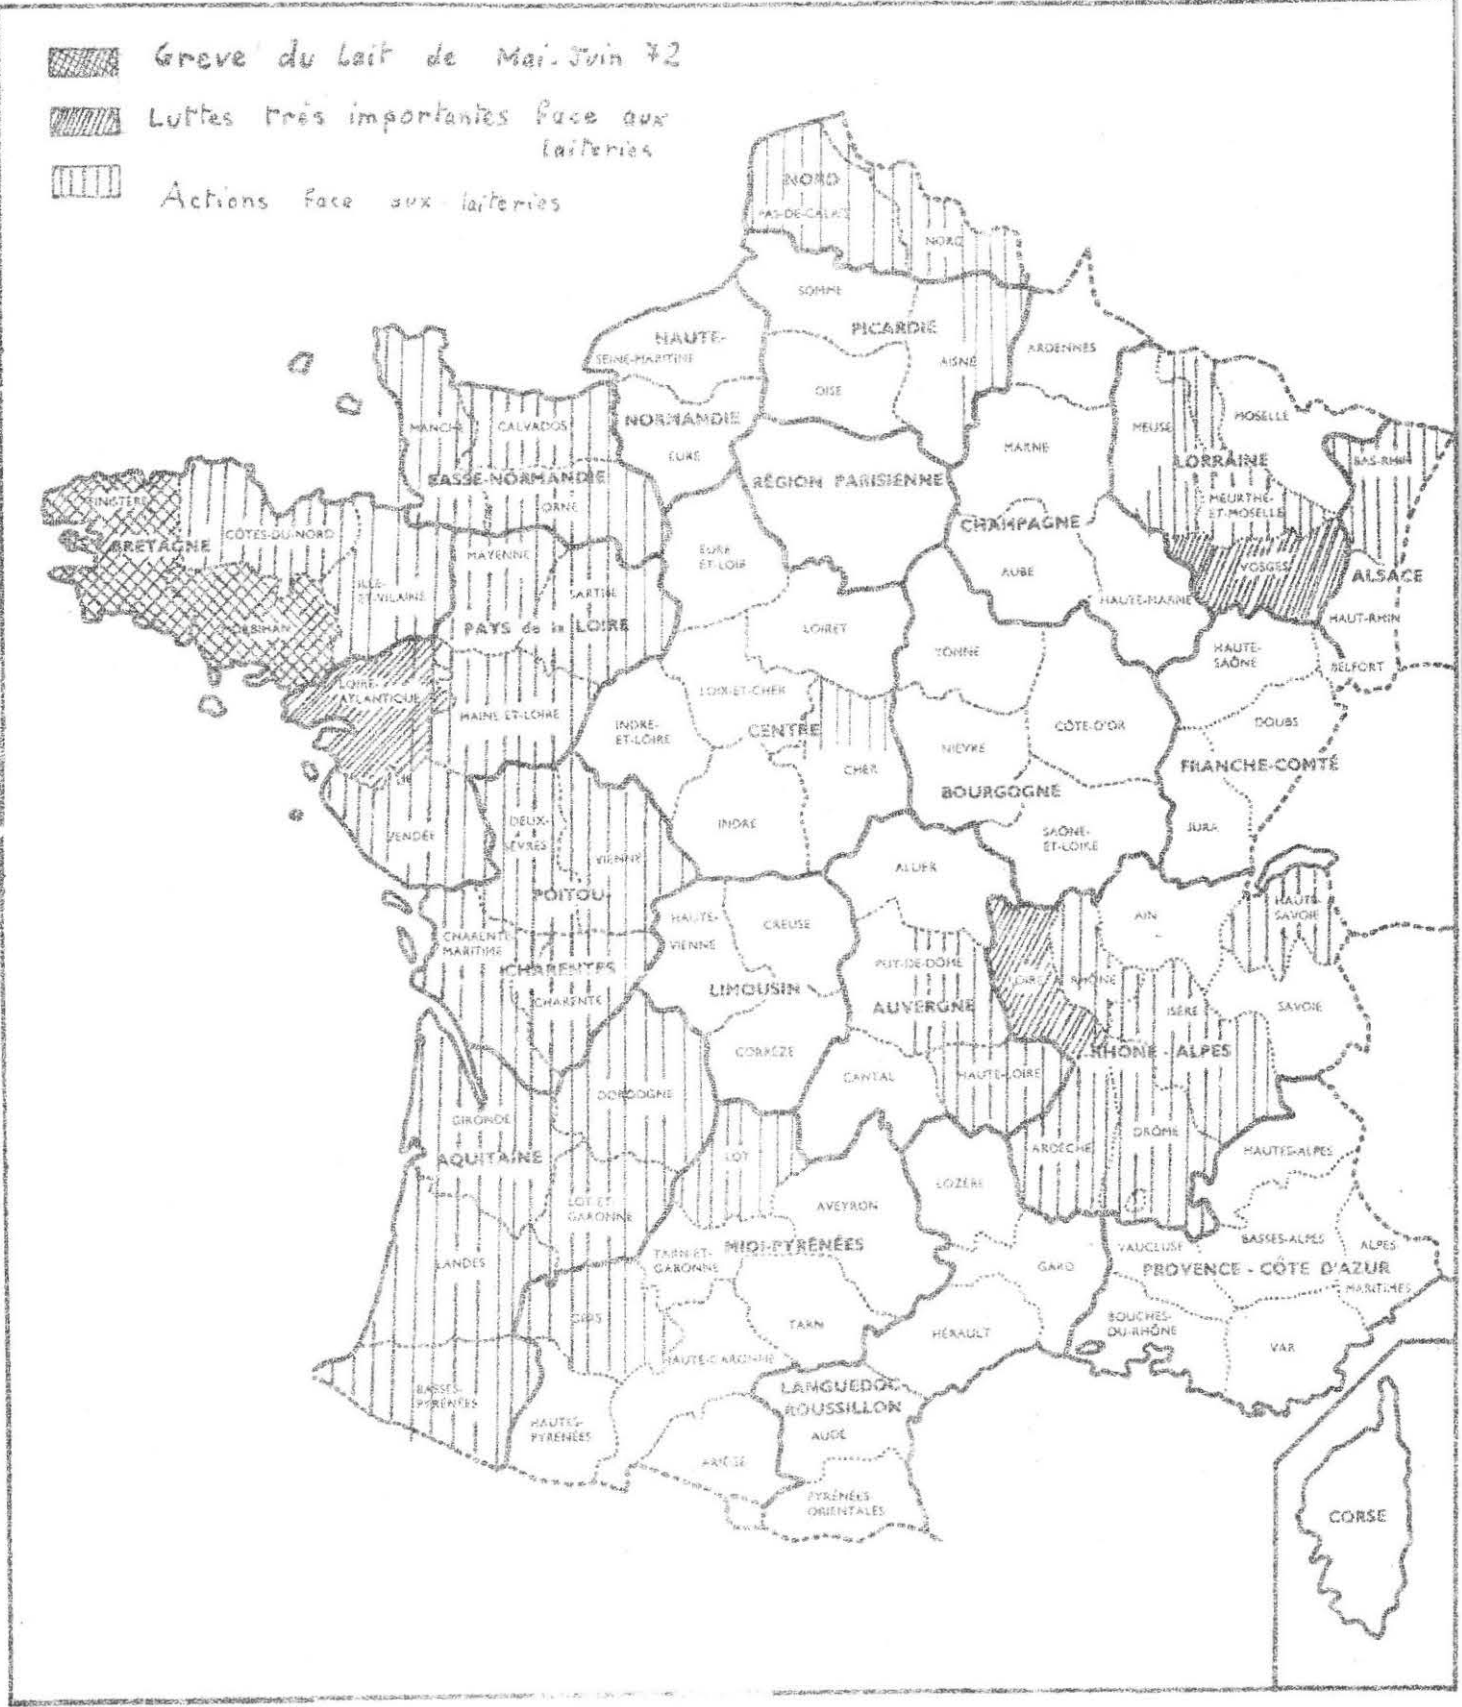 Greve du lait de Mai-Juin 72
Luttes très importantes face aux
laiteries
Actions face aux laiteries
NORD
PAS-DE-CALAIS
NORD
SOMME
PICARDIE
HAUTE-
SEINE-MARITIME
AISNE
ARDENNES
OISE
NORMANDIE
EURE
MANCHE
CALVADOS
BASSE-NORMANDIE
ORNE
RÉGION PARISIENNE
MARNE
CHAMPAGNE
AUBE
HAUTE-MARNE
MEUSE
MOSELLE
LORRAINE
MEURTHE-
ET-MOSELLE
VOSGES
BAS-RHIN
ALSACE
HAUT-RHIN
BELFORT
FINISTÈRE
BRETAGNE
CÔTES-DU-NORD
MORBIHAN
ILLE-
ET-VILAINE
MAYENNE
SARTHE
PAYS de la LOIRE
LOIRE-
ATLANTIQUE
MAINE-ET-LOIRE
VENDÉE
EURE
ET-LOIR
LOIRET
LOIX-ET-CHER
INDRE-
ET-LOIRE
CENTRE
CHER
INDRE
YONNE
CÔTE-D'OR
NIÈVRE
BOURGOGNE
SAÔNE-
ET-LOIRE
HAUTE-
SAÔNE
DOUBS
FRANCHE-COMTÉ
JURA
DEUX-
SÈVRES
VIENNE
POITOU
CHARENTE
MARITIME
CHARENTES
CHARENTE
HAUTE-
VIENNE
CREUSE
LIMOUSIN
CORRÈZE
ALLIER
PUY-DE-DÔME
AUVERGNE
CANTAL
HAUTE-LOIRE
AIN
HAUTE-
SAVOIE
LOIRE
RHÔNE
ISÈRE
SAVOIE
RHÔNE - ALPES
ARDÈCHE
DRÔME
HAUTES-ALPES
GIRONDE
DORDOGNE
AQUITAINE
LOT-ET-
GARONNE
LANDES
BASSES-
PYRÉNÉES
LOT
AVEYRON
MIDI-PYRÉNÉES
TARN-ET-
GARONNE
GERS
TARN
HAUTE-GARONNE
HAUTES-
PYRÉNÉES
ARIÈGE
LOZÈRE
GARD
HÉRAULT
LANGUEDOC
ROUSSILLON
AUDE
PYRÉNÉES
ORIENTALES
VAUCLUSE
BASSES-ALPES
ALPES
MARITIMES
PROVENCE - CÔTE D'AZUR
BOUCHES-
DU-RHÔNE
VAR
CORSE